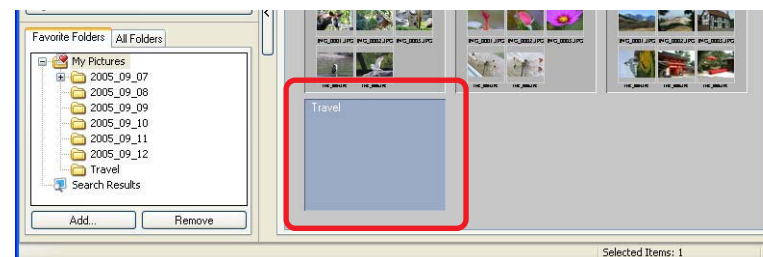 Favorite Folders
All Folders
My Pictures
2005_09_07
2005_09_08
2005_09_09
2005_09_10
2005_09_11
2005_09_12
Travel
Search Results
Add...
Remove
IMG_0001.JPG IMG_0002.JPG IMG_0003.JPG
IMG_0001.JPG IMG_0002.JPG IMG_0003.JPG
IMG_0001.JPG IMG_0002.JPG IMG_0003.JPG
Travel
Selected Items: 1